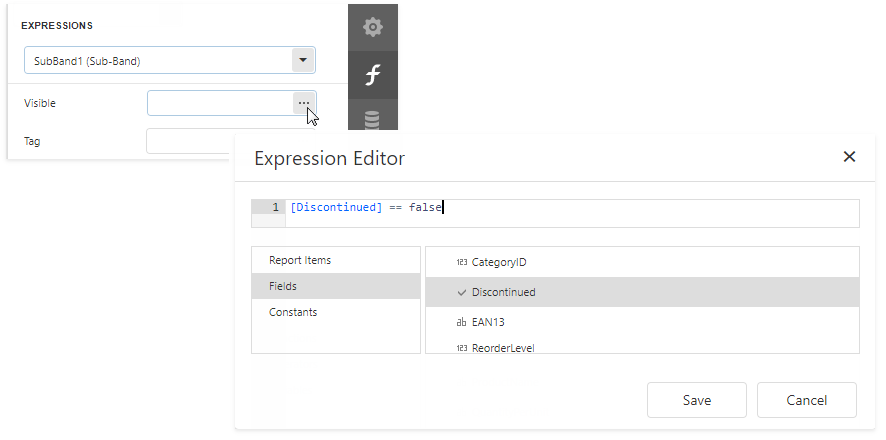 EXPRESSIONS
SubBand1 (Sub-Band)
Visible
...
Tag
Expression Editor
1 [Discontinued] == false
Report Items
Fields
Constants
123 CategoryID
Discontinued
ab EAN13
123 ReorderLevel
Save
Cancel